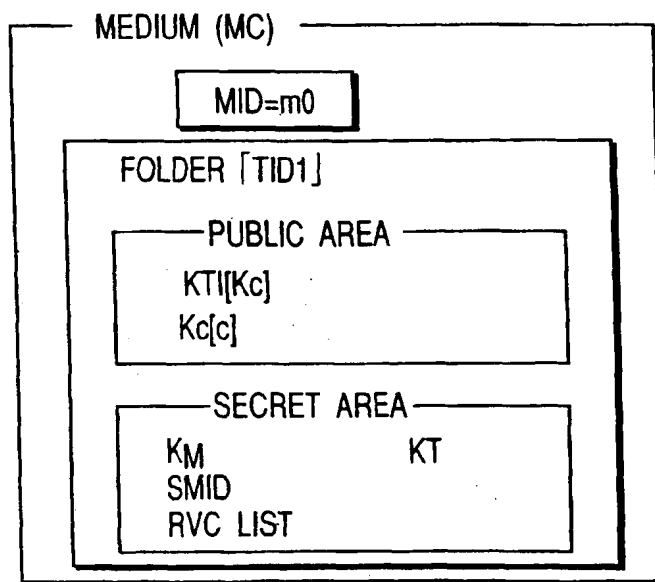 MEDIUM (MC)
MID=m0
FOLDER「TID1」
PUBLIC AREA
KTI[Kc]
Kc[c]
SECRET AREA
KM KT
SMID
RVC LIST